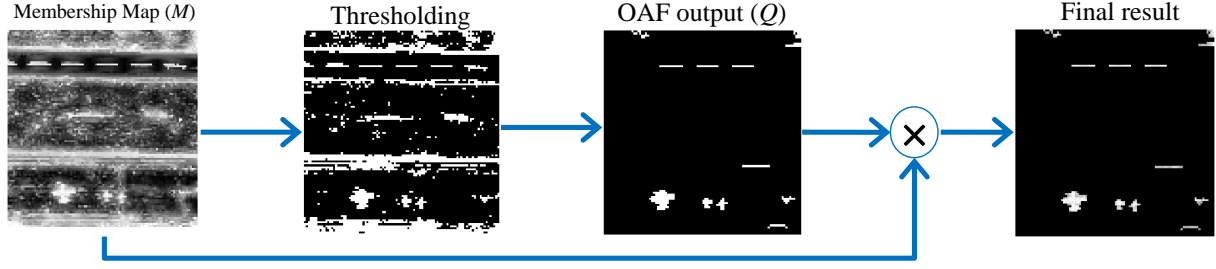 Membership Map (M)
Thresholding
OAF output (Q)
Final result
×